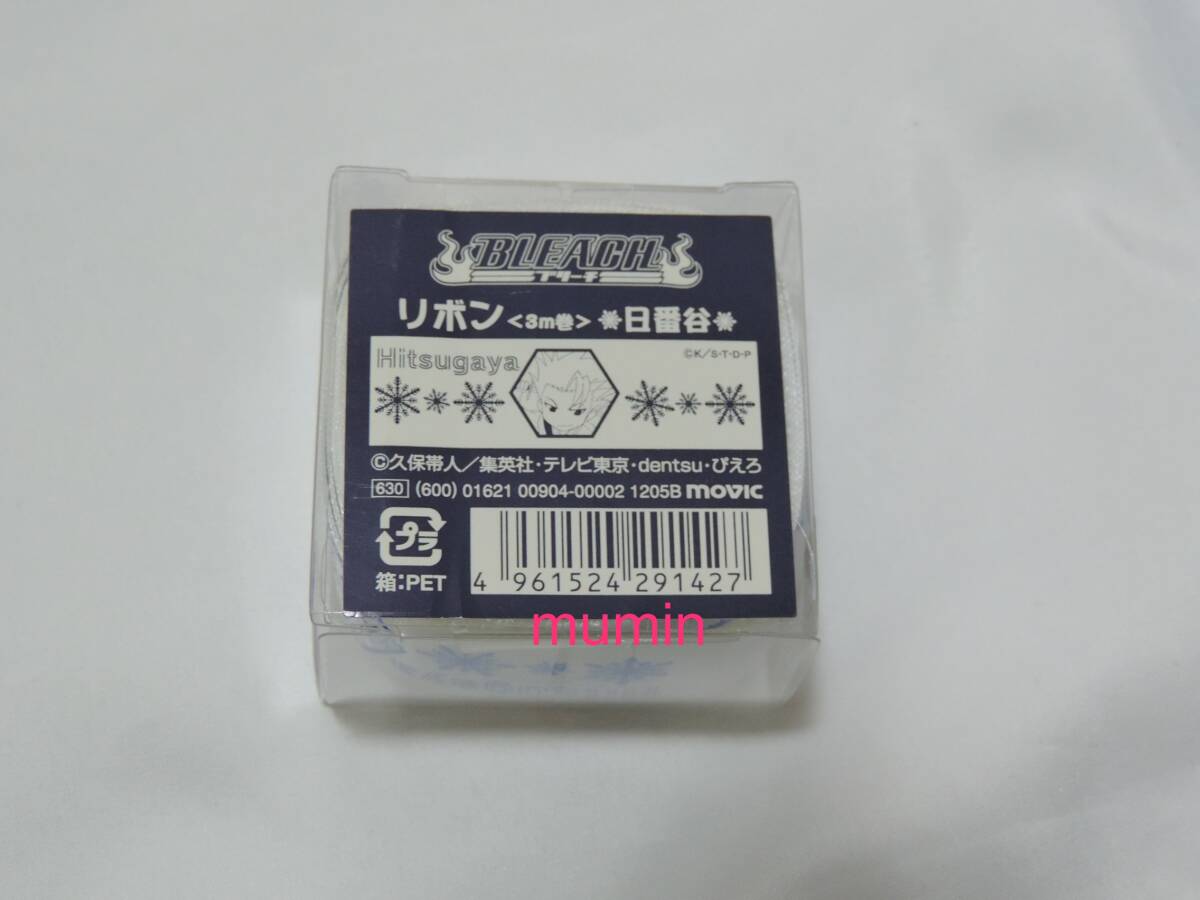 BLEACH
ブリーチ
リボン<3m巻> *日番谷*
Hitsugaya
©K/S・T・D・P
©久保帯人/集英社・テレビ東京・dentsu・ぴえろ
630 (600) 01621 00904-00002 1205B movic
プラ
箱:PET
4 961524 291427
mumin